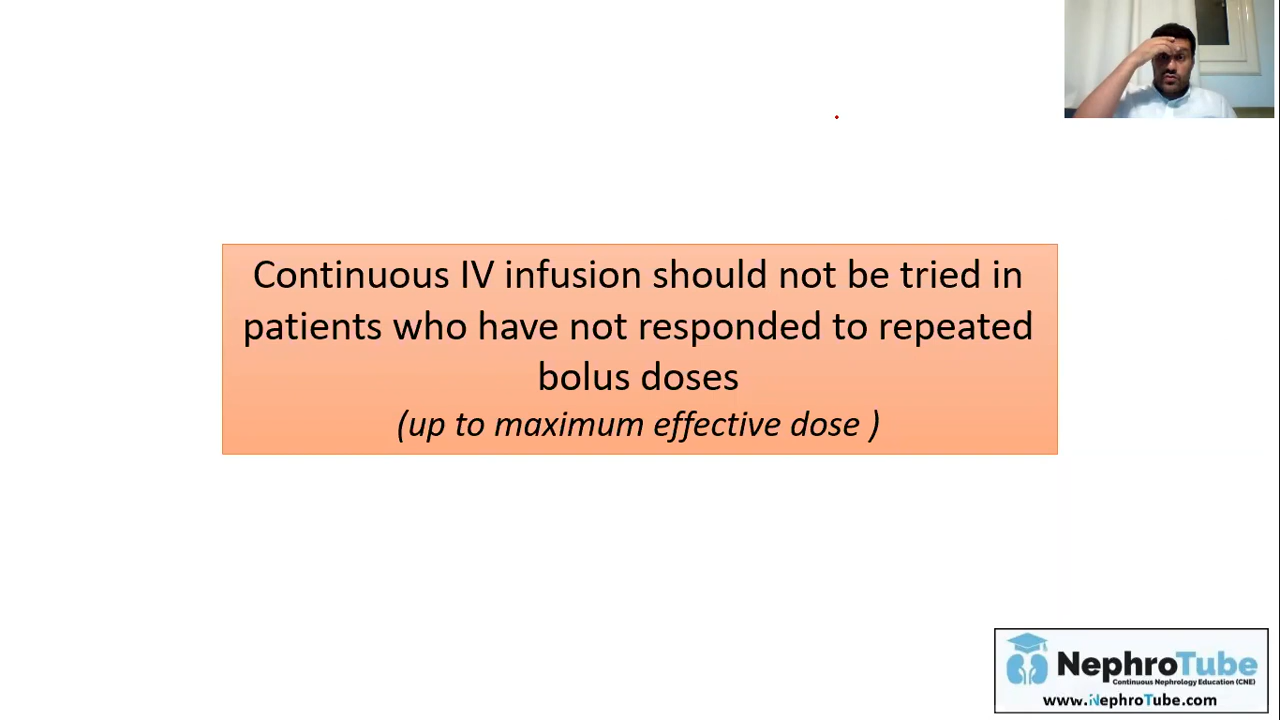 Continuous IV infusion should not be tried in
patients who have not responded to repeated
bolus doses
(up to maximum effective dose )
NephroTube
Continuous Nephrology Education (CNE)
www.NephroTube.com